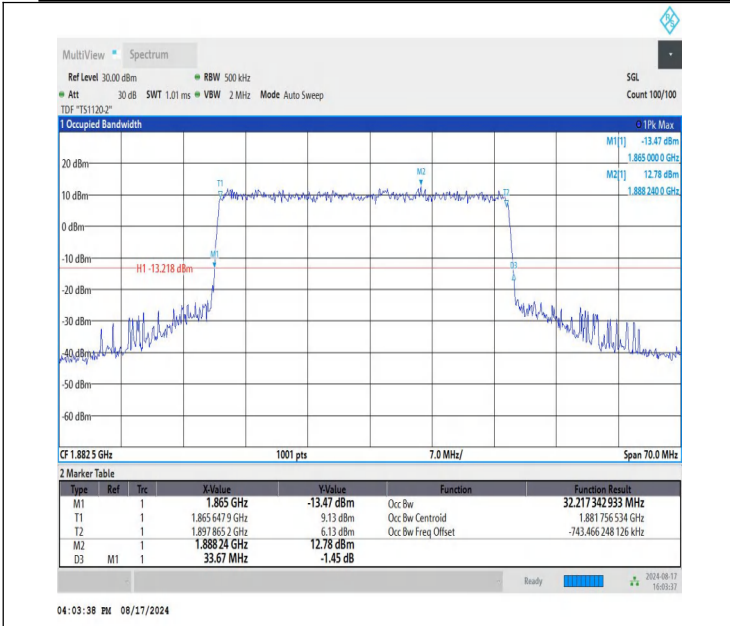 MultiView Spectrum
Ref Level 30.00 dBm RBW 500 kHz SGL
Att 30 dB SWT 1.01 ms VBW 2 MHz Mode Auto Sweep Count 100/100
TDF "TS1120-2"
1 Occupied Bandwidth 1Pk Max
M1[1] -13.47 dBm
1.865 000 0 GHz
M2[1] 12.78 dBm
1.888 240 0 GHz
20 dBm
M2
T1
T2
10 dBm
0 dBm
-10 dBm
M1
H1 -13.218 dBm
D3
-20 dBm
-30 dBm
-40 dBm
-50 dBm
-60 dBm
CF 1.882 5 GHz 1001 pts 7.0 MHz/ Span 70.0 MHz
2 Marker Table
Type Ref Trc X-Value Y-Value Function Function Result
M1 1 1.865 GHz -13.47 dBm Occ Bw 32.217 342 933 MHz
T1 1 1.865 647 9 GHz 9.13 dBm Occ Bw Centroid 1.881 756 534 GHz
T2 1 1.897 865 2 GHz 6.13 dBm Occ Bw Freq Offset -743.466 248 126 kHz
M2 1 1.888 24 GHz 12.78 dBm
D3 M1 1 33.67 MHz -1.45 dB
Ready 2024-08-17
16:03:37
04:03:38 PM 08/17/2024